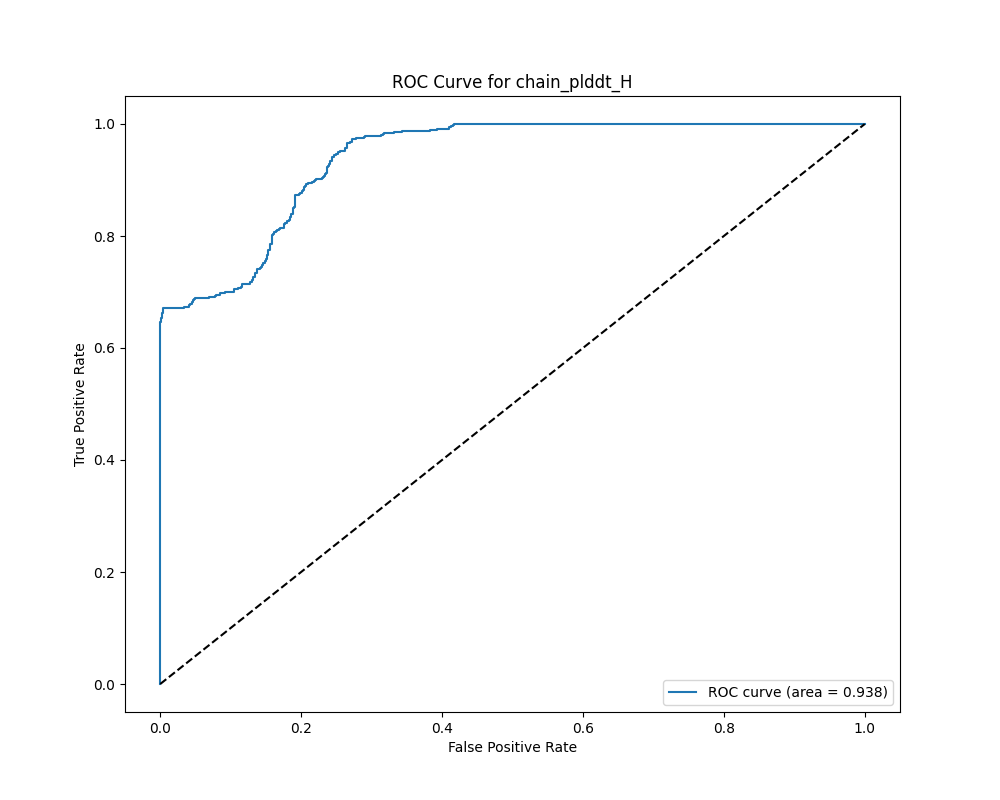 ROC Curve for chain_plddt_H
1.0
0.8
0.6
0.4
0.2
0.0
True Positive Rate
0.0 0.2 0.4 0.6 0.8 1.0
False Positive Rate
ROC curve (area = 0.938)